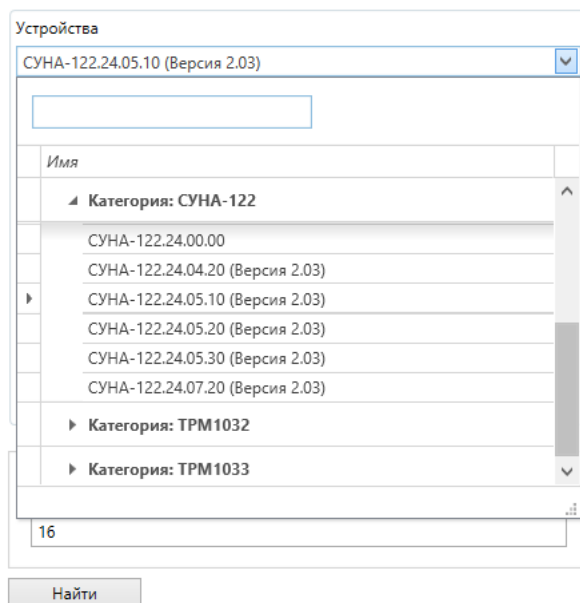 Устройства
СУНА-122.24.05.10 (Версия 2.03)
Имя
Категория: СУНА-122
СУНА-122.24.00.00
СУНА-122.24.04.20 (Версия 2.03)
СУНА-122.24.05.10 (Версия 2.03)
СУНА-122.24.05.20 (Версия 2.03)
СУНА-122.24.05.30 (Версия 2.03)
СУНА-122.24.07.20 (Версия 2.03)
Категория: ТРМ1032
Категория: ТРМ1033
16
Найти